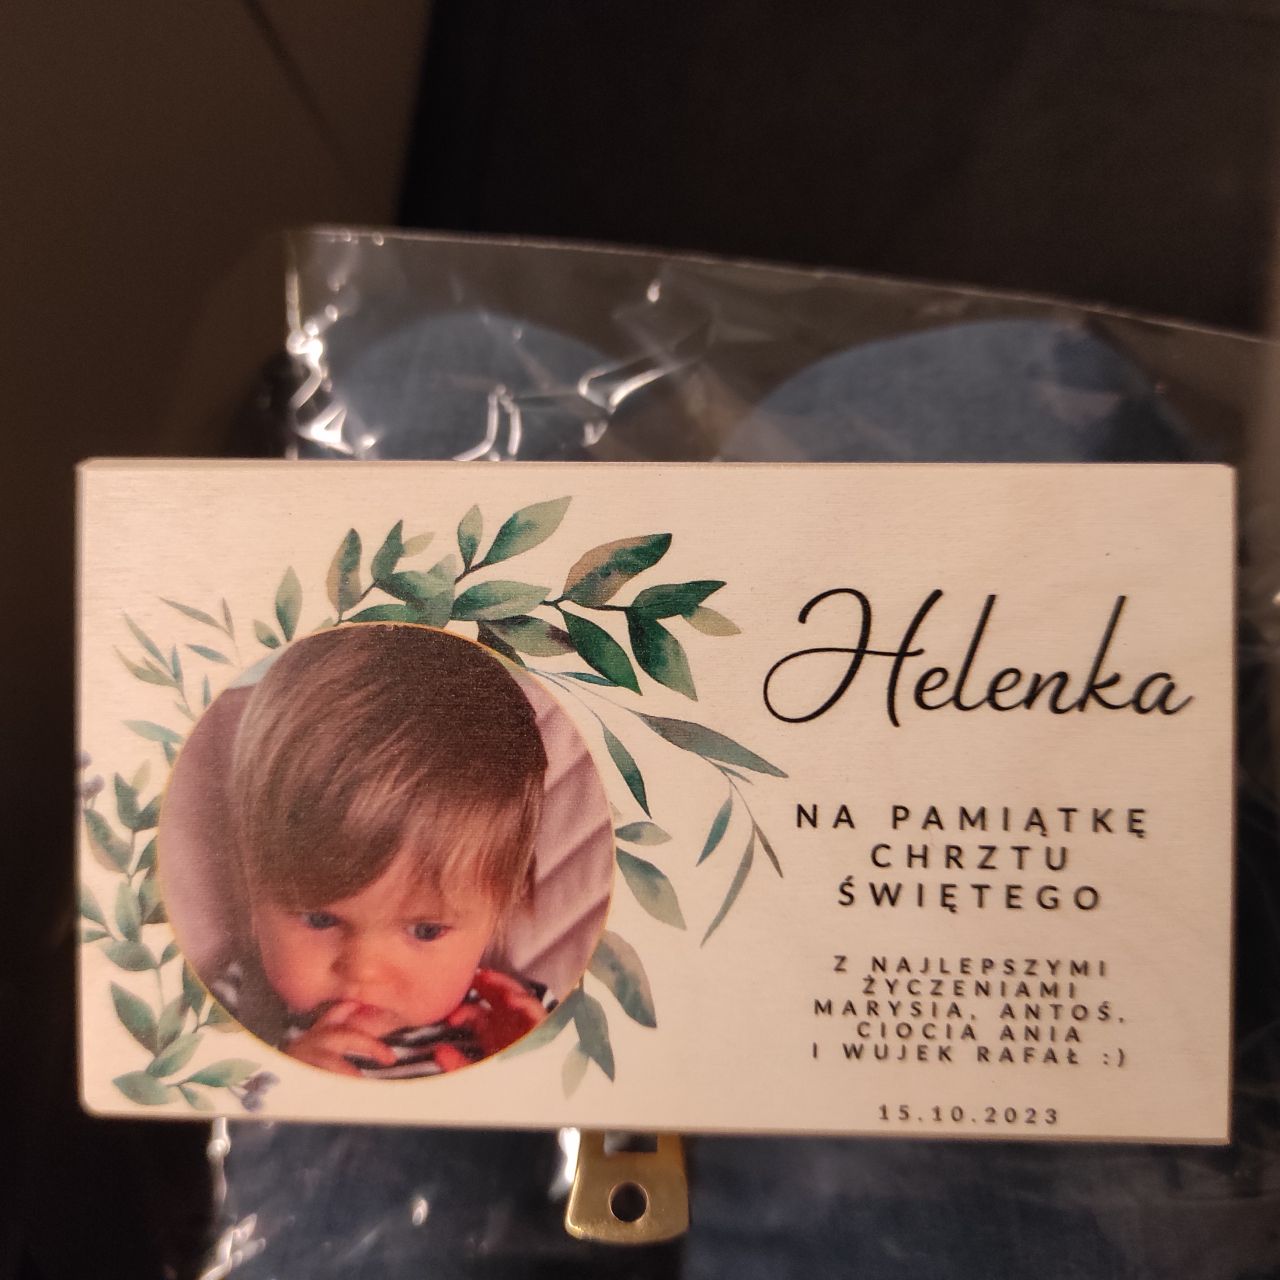 Helenka
NA PAMIĄTKĘ
CHRZTU
ŚWIĘTEGO
Z NAJLEPSZYMI
ŻYCZENIAMI
MARYSIA, ANTOŚ,
CIOCIA ANIA
I WUJEK RAFAŁ :)
15.10.2023